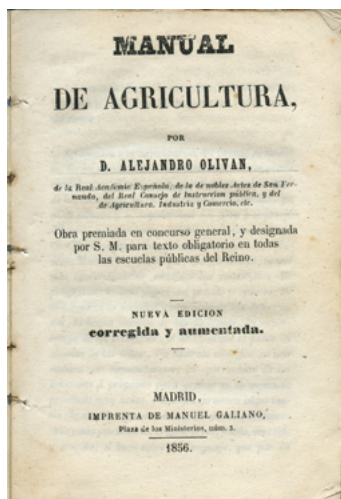 MANUAL
DE AGRICULTURA,
POR
D. ALEJANDRO OLIVAN,
de la Real Academia Española, de la de nobles Artes de San Fer-
nando, del Real Consejo de Instruccion pública, y del
de Agricultura, Industria y Comercio, etc.
Obra premiada en concurso general, y designada
por S. M. para texto obligatorio en todas
las escuelas públicas del Reino.
NUEVA EDICION
corregida y aumentada.
MADRID,
IMPRENTA DE MANUEL GALIANO,
Plaza de los Ministerios, núm. 3.
1856.